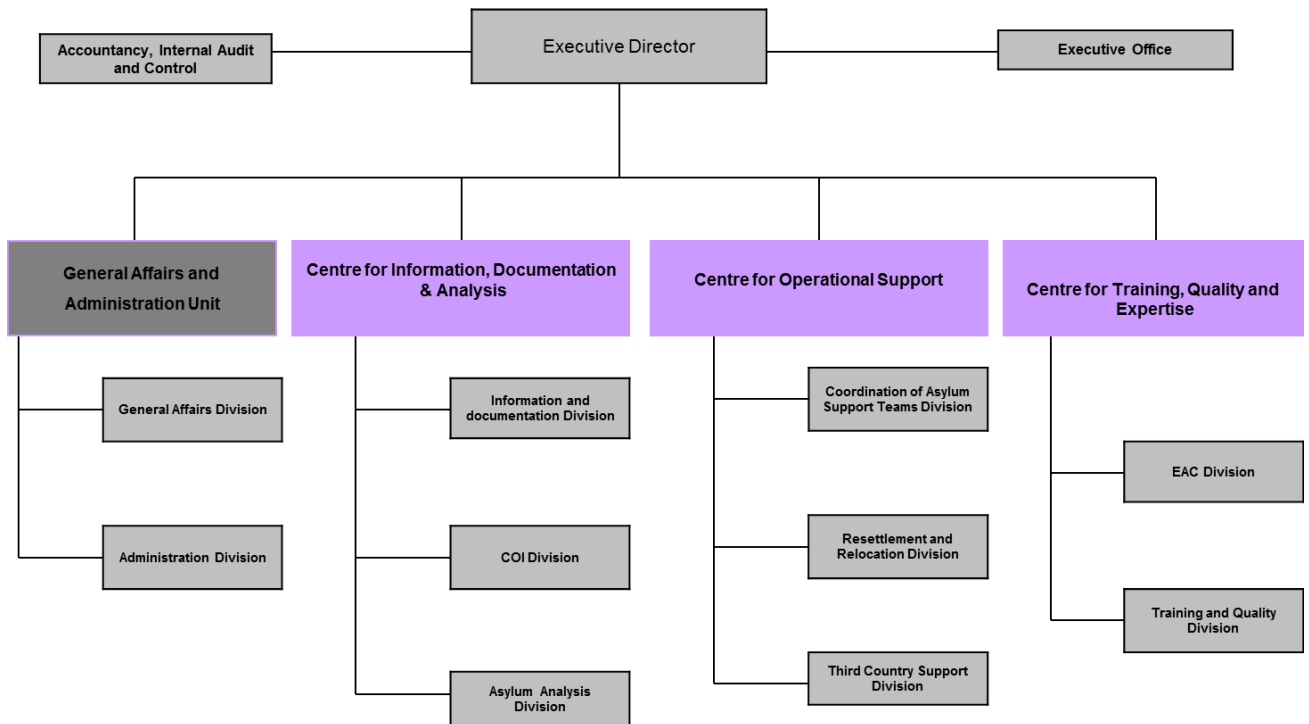 Accountancy, Internal Audit
and Control
Executive Director
Executive Office
General Affairs and
Administration Unit
Centre for Information, Documentation
& Analysis
Centre for Operational Support
Centre for Training, Quality and
Expertise
General Affairs Division
Administration Division
Information and
documentation Division
COI Division
Asylum Analysis
Division
Coordination of Asylum
Support Teams Division
Resettlement and
Relocation Division
Third Country Support
Division
EAC Division
Training and Quality
Division